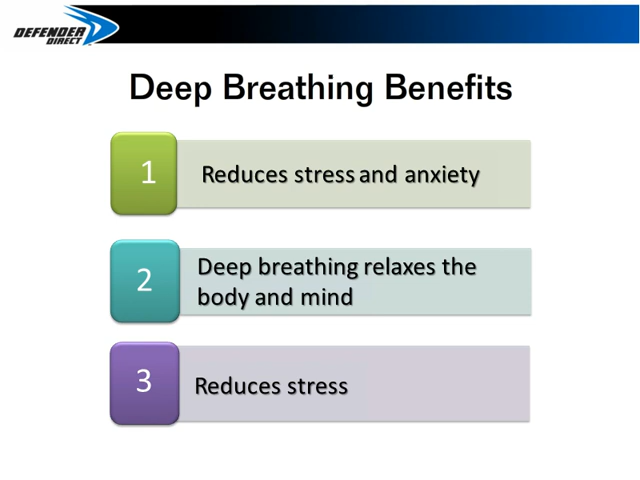 DEFENDER
DIRECT
Deep Breathing Benefits
1
Reduces stress and anxiety
2
Deep breathing relaxes the
body and mind
3
Reduces stress